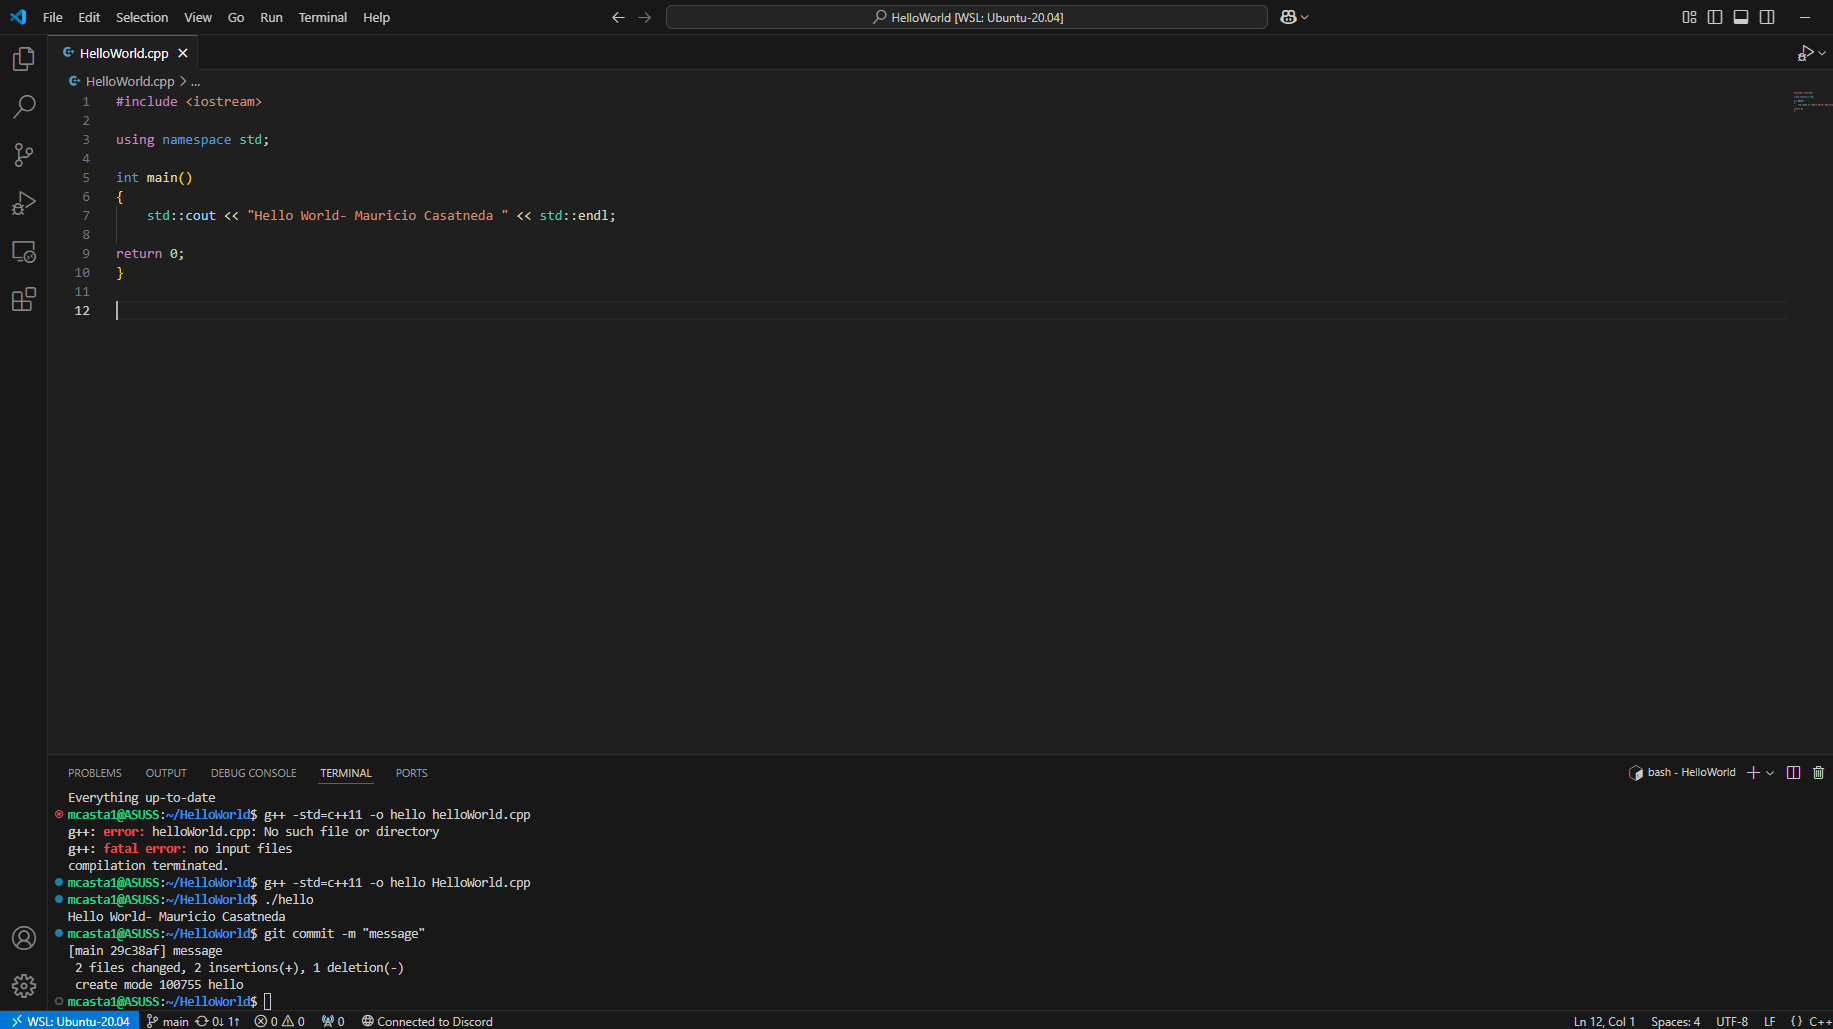 File Edit Selection View Go Run Terminal Help
HelloWorld [WSL: Ubuntu-20.04]
HelloWorld.cpp
HelloWorld.cpp > ...
1 #include <iostream>
2
3 using namespace std;
4
5 int main()
6 {
7 std::cout << "Hello World- Mauricio Casatneda " << std::endl;
8
9 return 0;
10 }
11
12
PROBLEMS OUTPUT DEBUG CONSOLE TERMINAL PORTS
bash - HelloWorld
Everything up-to-date
mcasta1@ASUSS:~/HelloWorld$ g++ -std=c++11 -o hello helloWorld.cpp
g++: error: helloWorld.cpp: No such file or directory
g++: fatal error: no input files
compilation terminated.
mcasta1@ASUSS:~/HelloWorld$ g++ -std=c++11 -o hello HelloWorld.cpp
mcasta1@ASUSS:~/HelloWorld$ ./hello
Hello World- Mauricio Casatneda
mcasta1@ASUSS:~/HelloWorld$ git commit -m "message"
[main 29c38af] message
2 files changed, 2 insertions(+), 1 deletion(-)
create mode 100755 hello
mcasta1@ASUSS:~/HelloWorld$
WSL: Ubuntu-20.04 main 0↓ 1↑ 0 0 0 Connected to Discord Ln 12, Col 1 Spaces: 4 UTF-8 LF {} C++